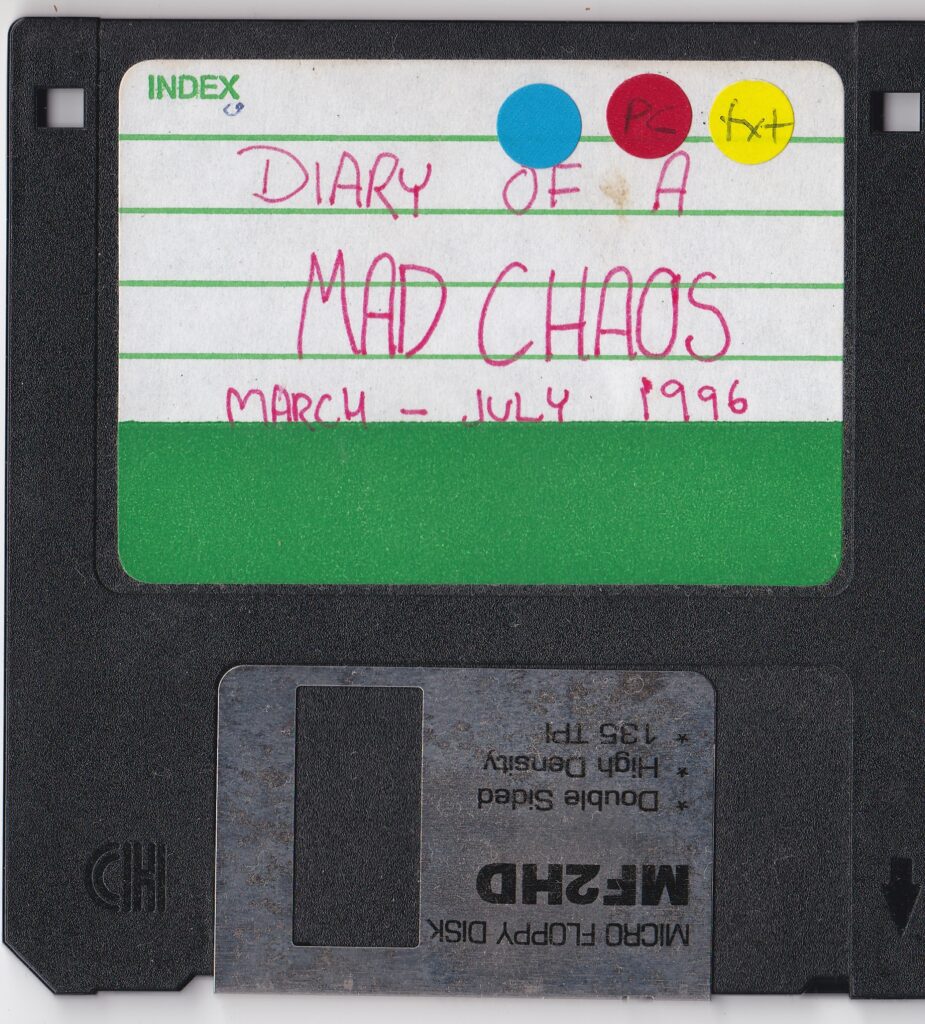 INDEX
PC txt
DIARY OF A
MAD CHAOS
MARCH - JULY 1996
* 135 TPI
* High Density
* Double Sided
MF2HD
MICRO FLOPPY DISK
HD